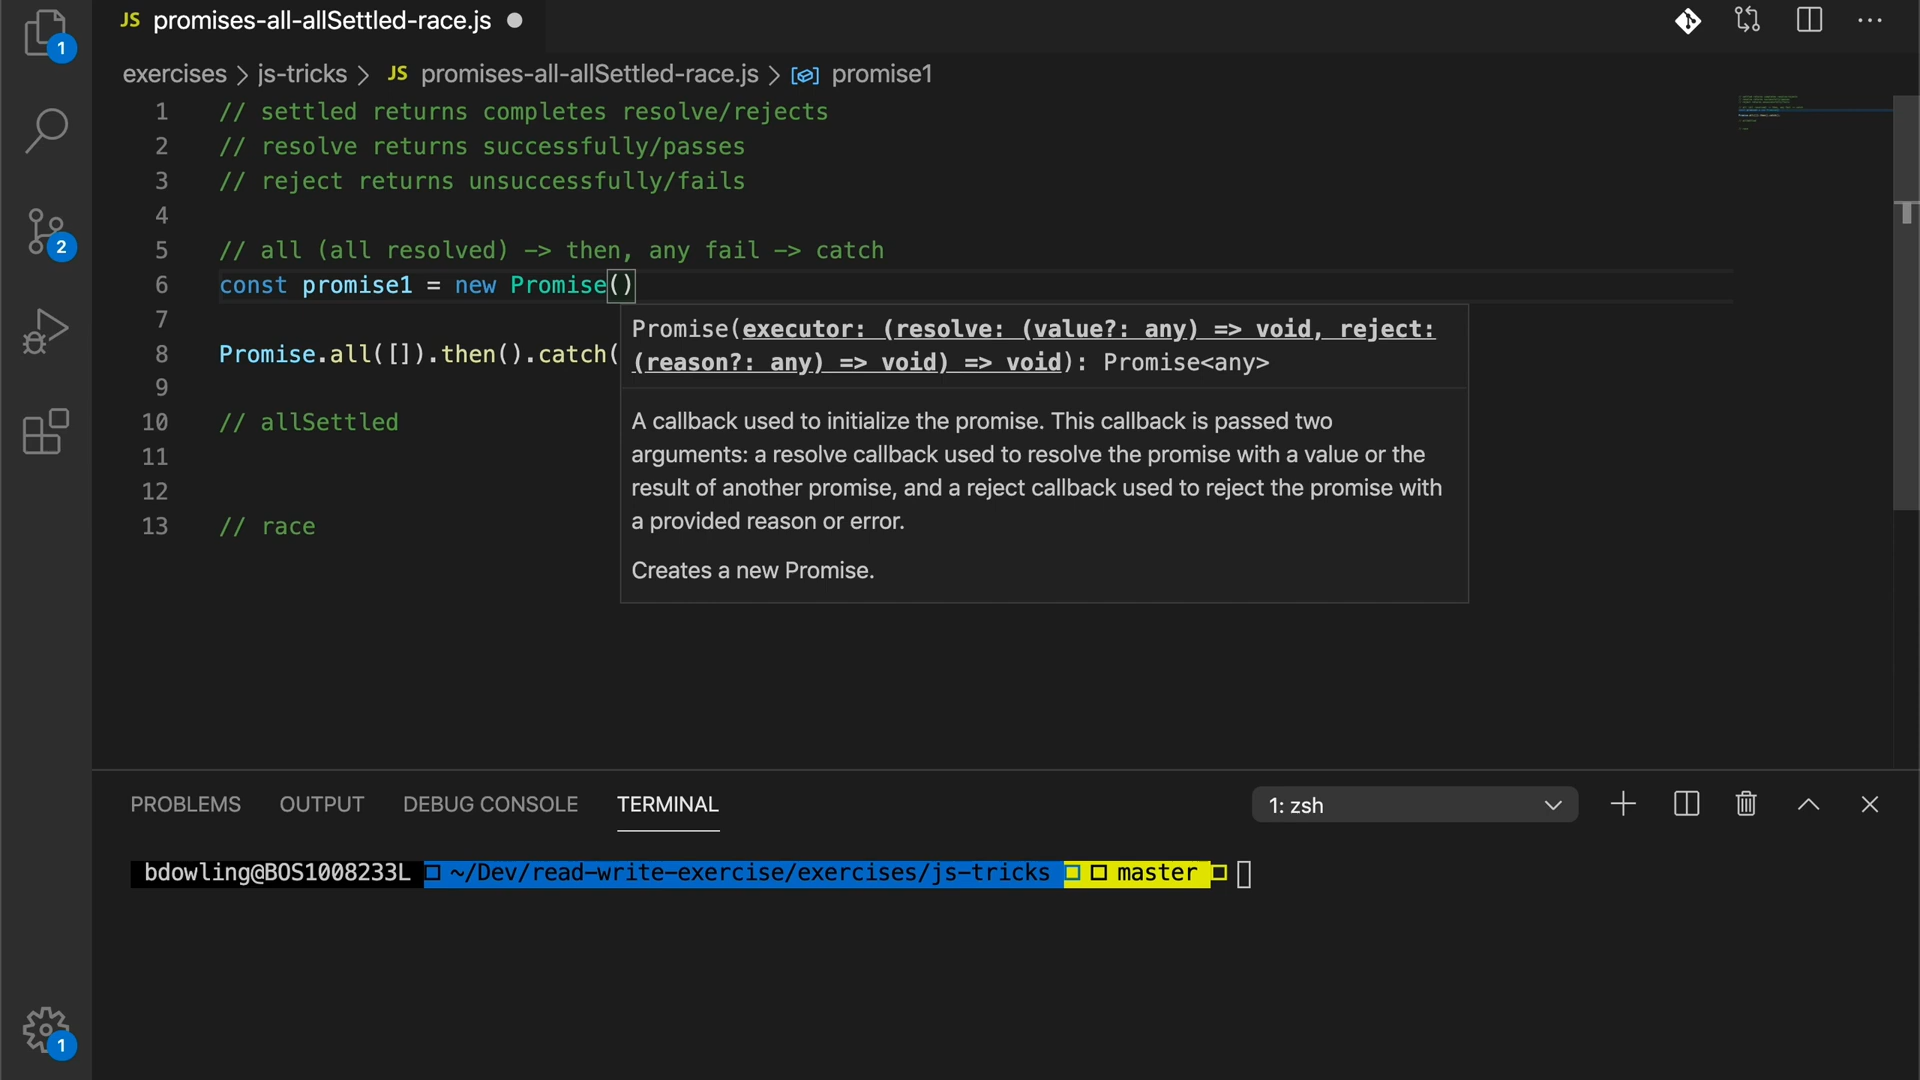 JS promises-all-allSettled-race.js
exercises > js-tricks > JS promises-all-allSettled-race.js > promise1
1 // settled returns completes resolve/rejects
2 // resolve returns successfully/passes
3 // reject returns unsuccessfully/fails
4
5 // all (all resolved) -> then, any fail -> catch
6 const promise1 = new Promise()
7
8 Promise.all([]).then().catch(
9
10 // allSettled
11
12
13 // race
Promise(executor: (resolve: (value?: any) => void, reject:
(reason?: any) => void) => void): Promise<any>
A callback used to initialize the promise. This callback is passed two
arguments: a resolve callback used to resolve the promise with a value or the
result of another promise, and a reject callback used to reject the promise with
a provided reason or error.
Creates a new Promise.
1
2
1
PROBLEMS OUTPUT DEBUG CONSOLE TERMINAL 1: zsh
bdowling@BOS1008233L ~/Dev/read-write-exercise/exercises/js-tricks master